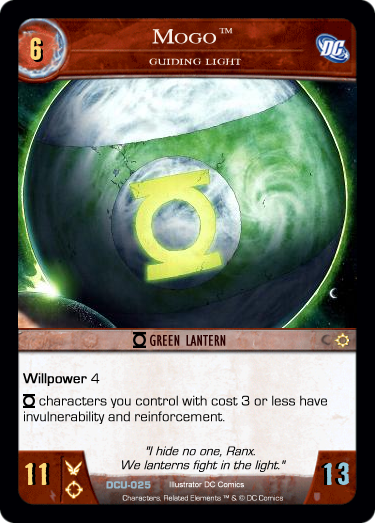 6
Mogo™
DC
GUIDING LIGHT
GREEN LANTERN
Willpower 4
characters you control with cost 3 or less have
invulnerability and reinforcement.
"I hide no one, Ranx.
We lanterns fight in the light."
11
DCU-025
Illustrator DC Comics
13
Characters, Related Elements ™ & © DC Comics